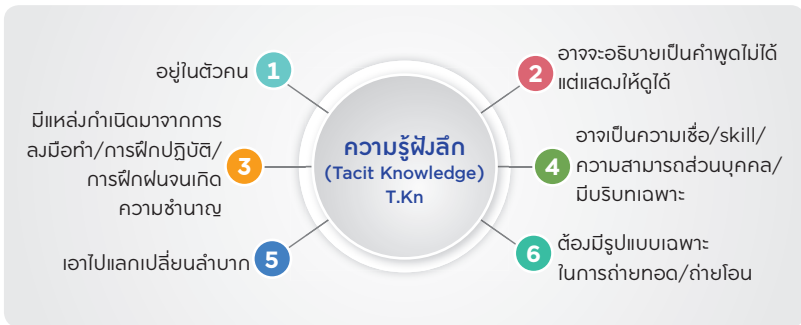 อยู่ในตัวคน
1
2
อาจจะอธิบายเป็นคำพูดไม่ได้
แต่แสดงให้ดูได้
มีแหล่งกำเนิดมาจากการ
ลงมือทำ/การฝึกปฏิบัติ/
การฝึกฝนจนเกิด
ความชำนาญ
3
ความรู้ฝังลึก
(Tacit Knowledge)
T.Kn
4
อาจเป็นความเชื่อ/skill/
ความสามารถส่วนบุคคล/
มีบริบทเฉพาะ
เอาไปแลกเปลี่ยนลำบาก
5
6
ต้องมีรูปแบบเฉพาะ
ในการถ่ายทอด/ถ่ายโอน